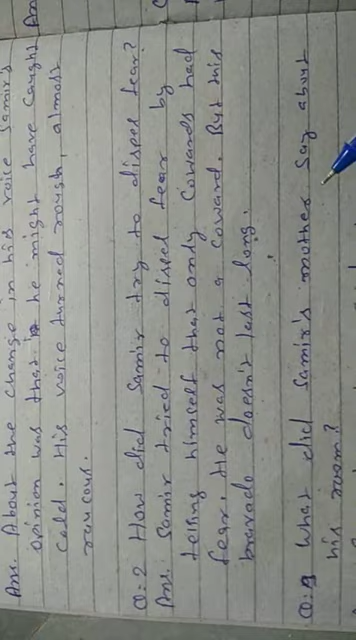 Ans. About the change in his voice Samir's
opinion was that he might have caught
cold. His voice turned rough, almost
raucous.
Q:2 How did Samir try to dispel fear?
Ans. Samir tried to dispel fear by
telling himself that only cowards had
fear. He was not a coward. But this
bravado doesn't last long.
Q:3 What did Samir's mother say about
his room?
Ans